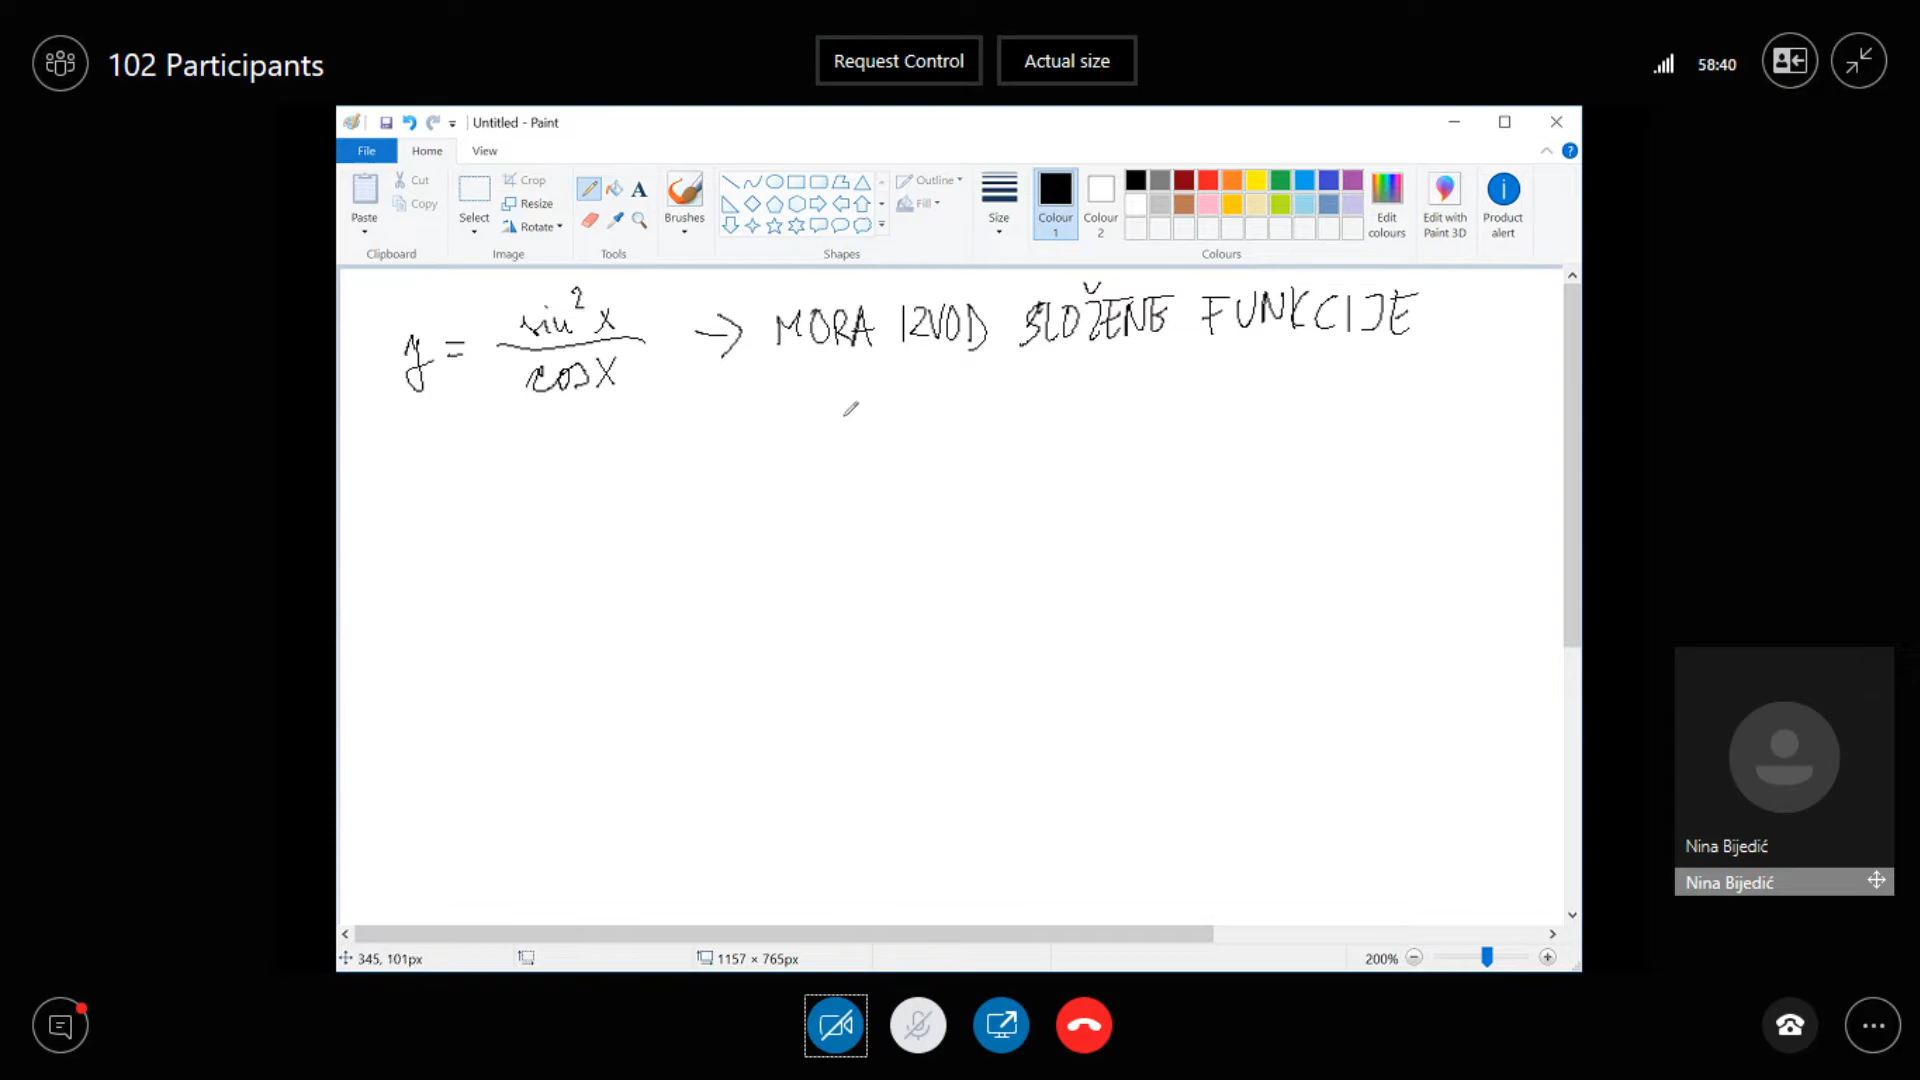 102 Participants
Request Control
Actual size
58:40
Untitled - Paint
File
Home
View
Paste
Cut
Copy
Clipboard
Select
Crop
Resize
Rotate
Image
A
Tools
Brushes
Outline
Fill
Shapes
Size
Colour 1
Colour 2
Edit colours
Colours
Edit with Paint 3D
Product alert
y = sin²x / cosx → MORA IZVOD SLOŽENE FUNKCIJE
Nina Bijedić
Nina Bijedić
345, 101px
1157 × 765px
200%